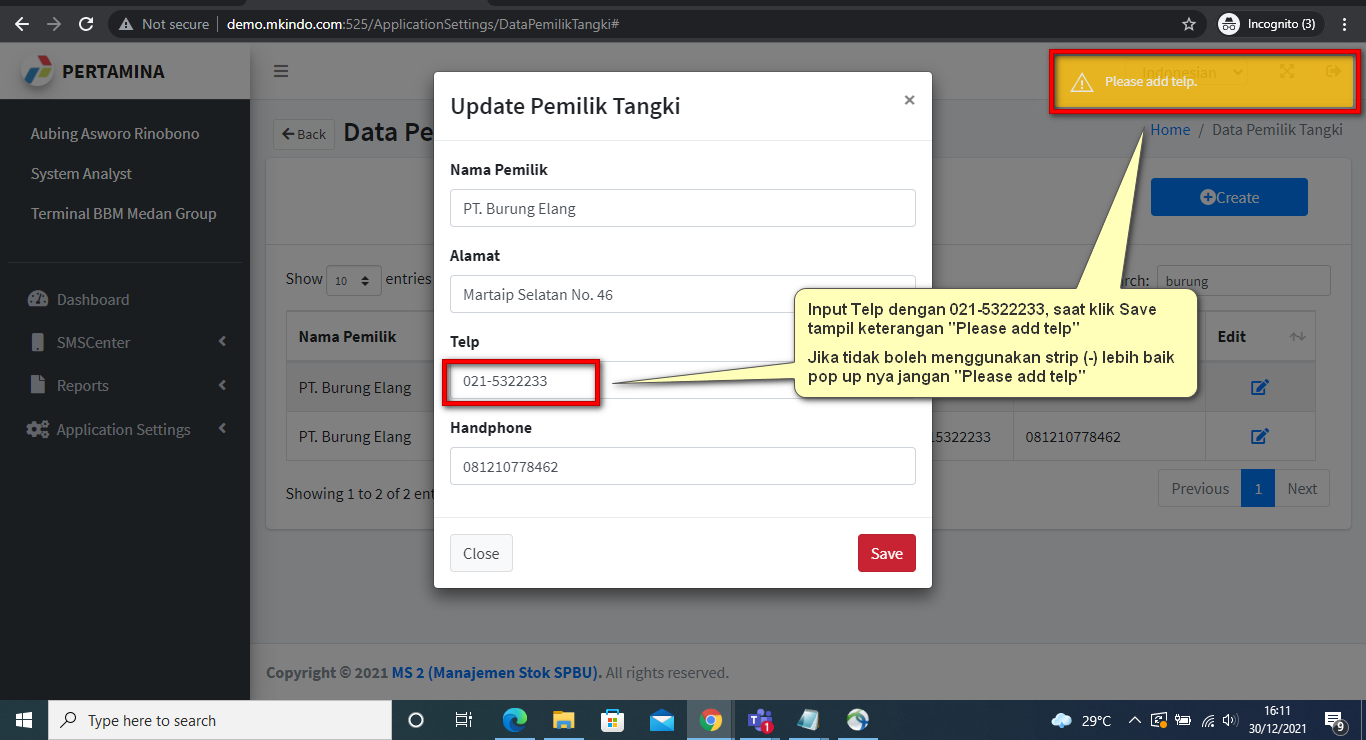 Not secure
demo.mkindo.com:525/ApplicationSettings/DataPemilikTangki#
Incognito (3)
PERTAMINA
Aubing Asworo Rinobono
System Analyst
Terminal BBM Medan Group
Dashboard
SMSCenter
Reports
Application Settings
Indonesian
Please add telp.
Back
Data Pe
Home / Data Pemilik Tangki
Create
Show 10 entries
rch: burung
Nama Pemilik
Edit
PT. Burung Elang
PT. Burung Elang
5322233
081210778462
Showing 1 to 2 of 2 ent
Previous 1 Next
Update Pemilik Tangki
×
Nama Pemilik
PT. Burung Elang
Alamat
Martaip Selatan No. 46
Telp
021-5322233
Handphone
081210778462
Close
Save
Input Telp dengan 021-5322233, saat klik Save
tampil keterangan "Please add telp"
Jika tidak boleh menggunakan strip (-) lebih baik
pop up nya jangan "Please add telp"
Copyright © 2021 MS 2 (Manajemen Stok SPBU). All rights reserved.
Type here to search
1
29°C
16:11
30/12/2021
9